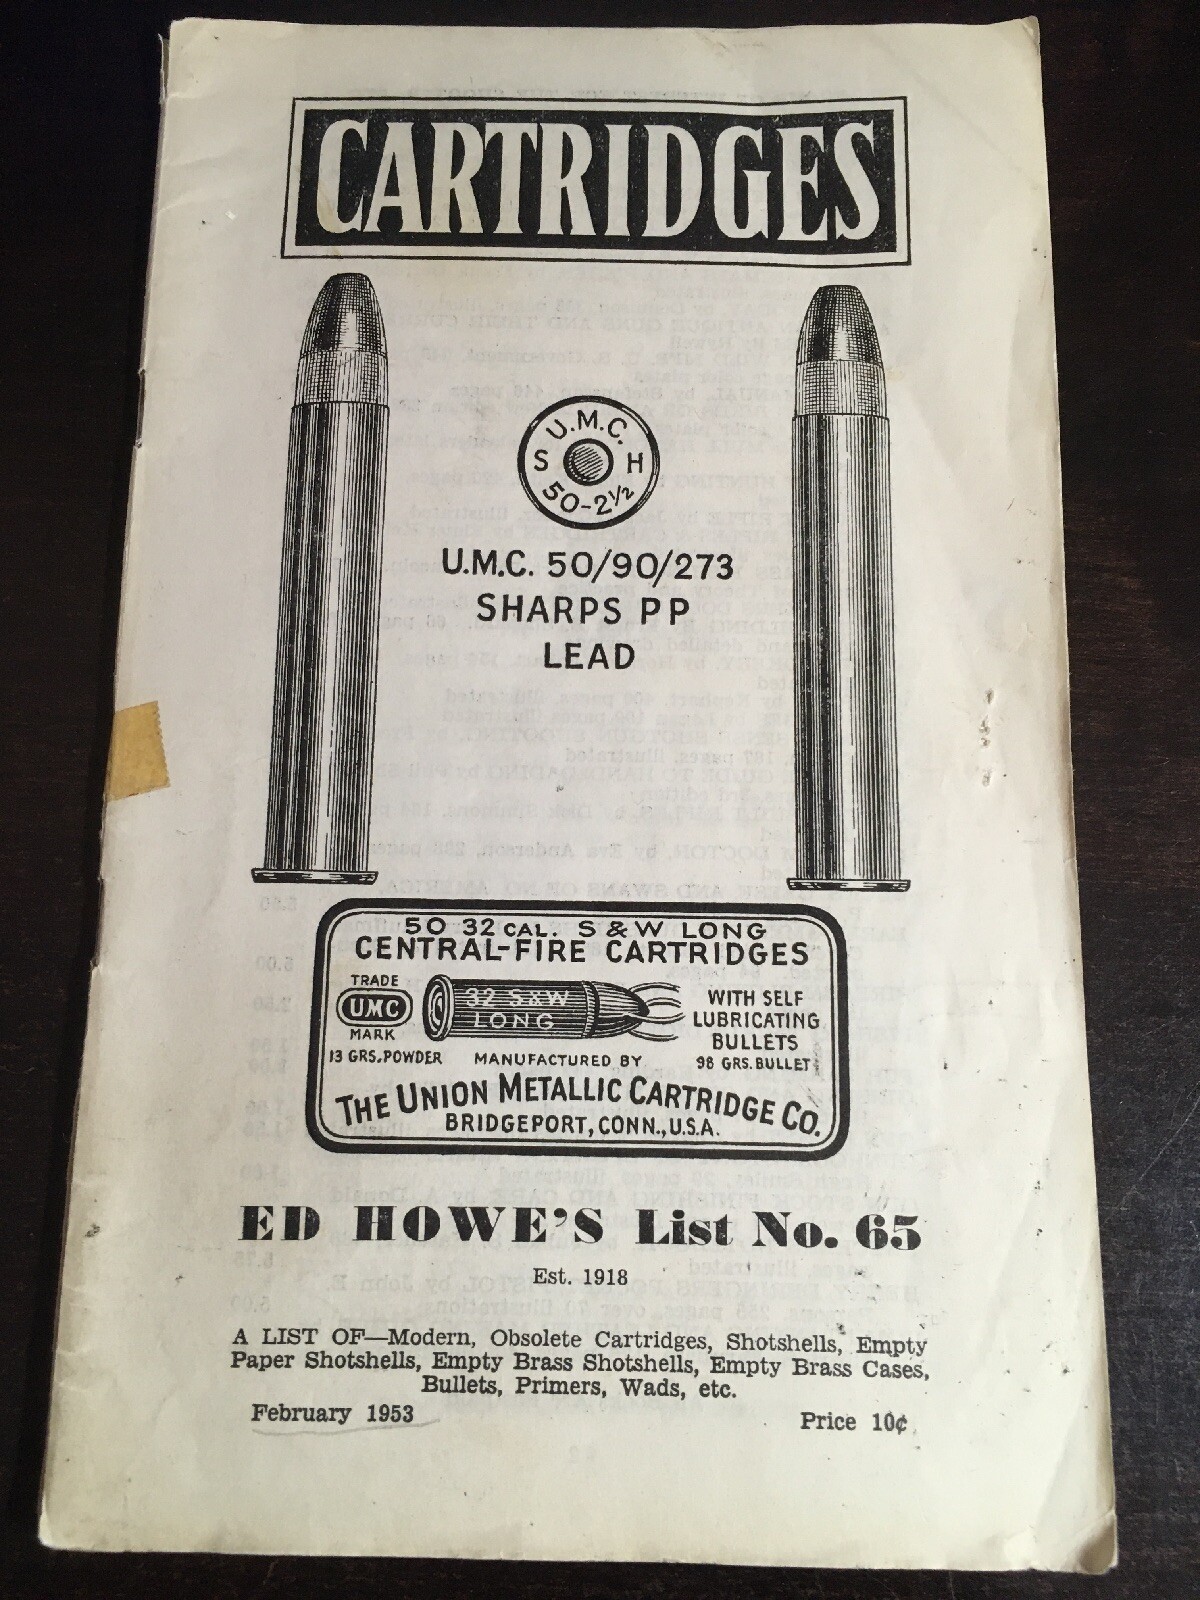 CARTRIDGES
U.M.C.
S H
50-2½
U.M.C. 50/90/273
SHARPS P P
LEAD
50 32 CAL. S & W LONG
CENTRAL-FIRE CARTRIDGES
TRADE
UMC
MARK
32 S&W
LONG
WITH SELF
LUBRICATING
BULLETS
13 GRS. POWDER MANUFACTURED BY 98 GRS. BULLET
THE UNION METALLIC CARTRIDGE CO.
BRIDGEPORT, CONN., U.S.A.
ED HOWE'S List No. 65
Est. 1918
A LIST OF—Modern, Obsolete Cartridges, Shotshells, Empty
Paper Shotshells, Empty Brass Shotshells, Empty Brass Cases,
Bullets, Primers, Wads, etc.
February 1953 Price 10¢